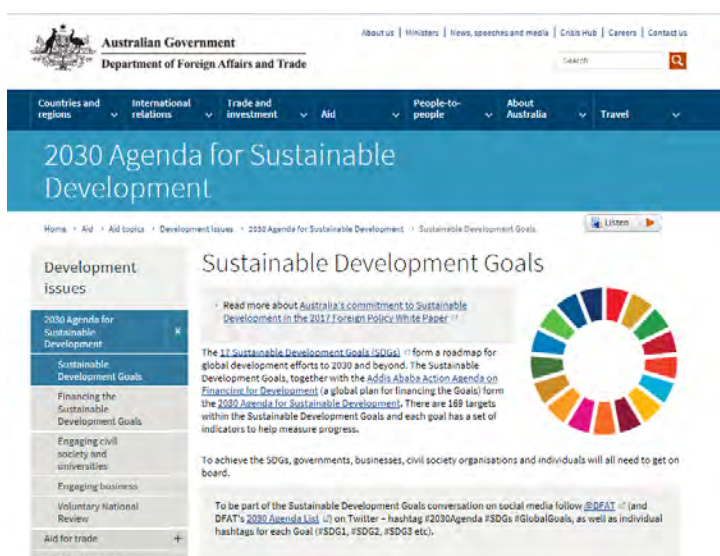 About us | Ministers | News, speeches and media | Crisis Hub | Careers | Contact us
Australian Government
Department of Foreign Affairs and Trade
Search
Countries and regions
International relations
Trade and investment
Aid
People-to-people
About Australia
Travel
2030 Agenda for Sustainable
Development
Home › Aid › Aid topics › Development issues › 2030 Agenda for Sustainable Development › Sustainable Development Goals
Listen
Development
issues
2030 Agenda for
Sustainable
Development
Sustainable
Development Goals
Financing the
Sustainable
Development Goals
Engaging civil
society and
universities
Engaging business
Voluntary National
Review
Aid for trade +
Sustainable Development Goals
Read more about Australia's commitment to Sustainable
Development in the 2017 Foreign Policy White Paper
The 17 Sustainable Development Goals (SDGs) form a roadmap for
global development efforts to 2030 and beyond. The Sustainable
Development Goals, together with the Addis Ababa Action Agenda on
Financing for Development (a global plan for financing the Goals) form
the 2030 Agenda for Sustainable Development. There are 169 targets
within the Sustainable Development Goals and each goal has a set of
indicators to help measure progress.
To achieve the SDGs, governments, businesses, civil society organisations and individuals will all need to get on
board.
To be part of the Sustainable Development Goals conversation on social media follow @DFAT (and
DFAT's 2030 Agenda List) on Twitter – hashtag #2030Agenda #SDGs #GlobalGoals, as well as individual
hashtags for each Goal (#SDG1, #SDG2, #SDG3 etc).